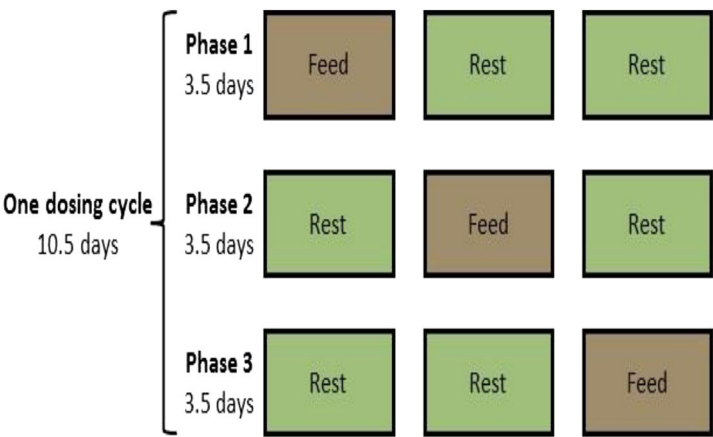 Phase 1
3.5 days
Feed
Rest
Rest
One dosing cycle
10.5 days
Phase 2
3.5 days
Rest
Feed
Rest
Phase 3
3.5 days
Rest
Rest
Feed